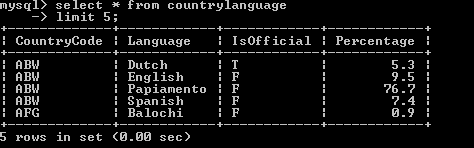 mysql> select * from countrylanguage
    -> limit 5;
+-------------+------------+------------+------------+
| CountryCode | Language   | IsOfficial | Percentage |
+-------------+------------+------------+------------+
| ABW         | Dutch      | T          |        5.3 |
| ABW         | English    | F          |        9.5 |
| ABW         | Papiamento | F          |       76.7 |
| ABW         | Spanish    | F          |        7.4 |
| AFG         | Balochi    | F          |        0.9 |
+-------------+------------+------------+------------+
5 rows in set (0.00 sec)